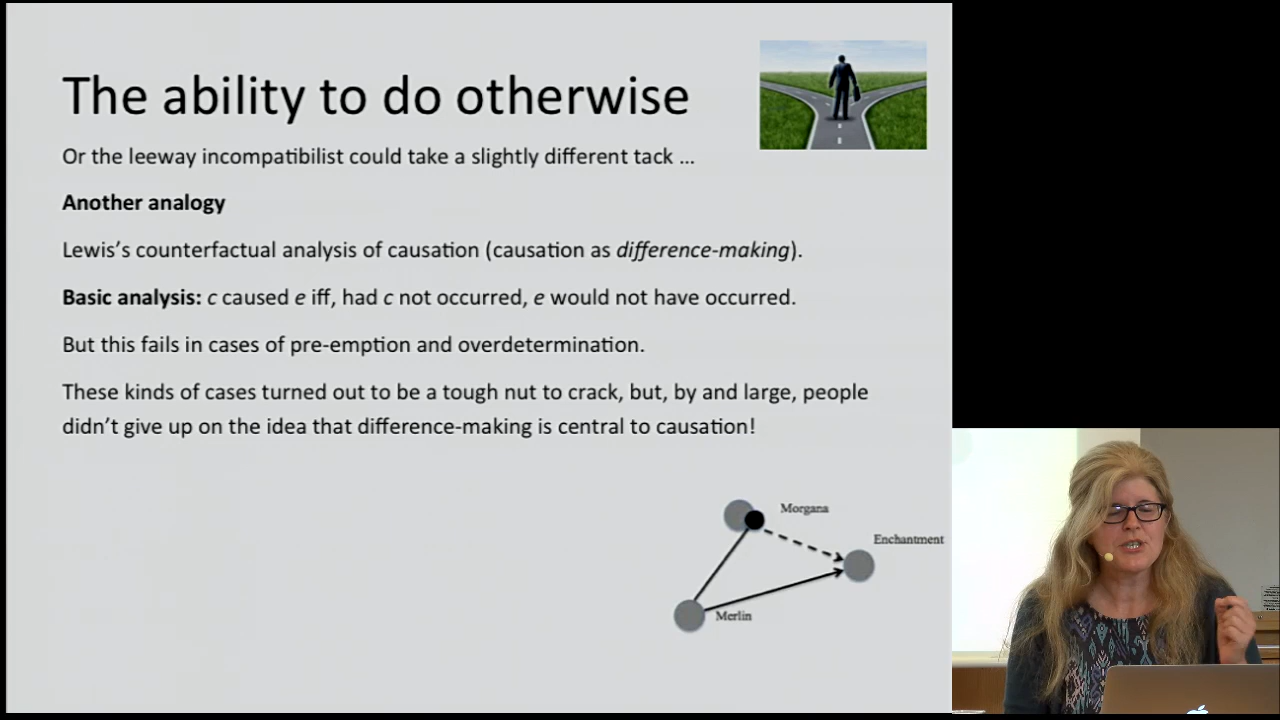 The ability to do otherwise
Or the leeway incompatibilist could take a slightly different tack ...
Another analogy
Lewis's counterfactual analysis of causation (causation as difference-making).
Basic analysis: c caused e iff, had c not occurred, e would not have occurred.
But this fails in cases of pre-emption and overdetermination.
These kinds of cases turned out to be a tough nut to crack, but, by and large, people
didn't give up on the idea that difference-making is central to causation!
Morgana
Enchantment
Merlin